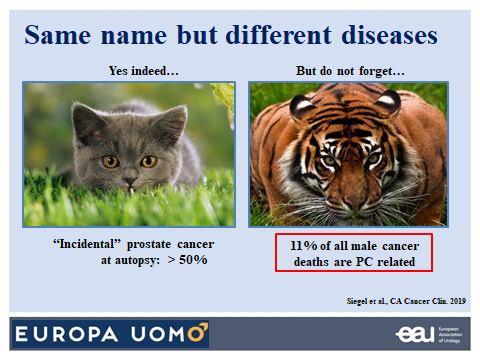 Same name but different diseases
Yes indeed…
But do not forget…
“Incidental” prostate cancer
at autopsy: > 50%
11% of all male cancer
deaths are PC related
Siegel et al., CA Cancer Clin. 2019
EUROPA UOMO
eau
European
Association
of Urology